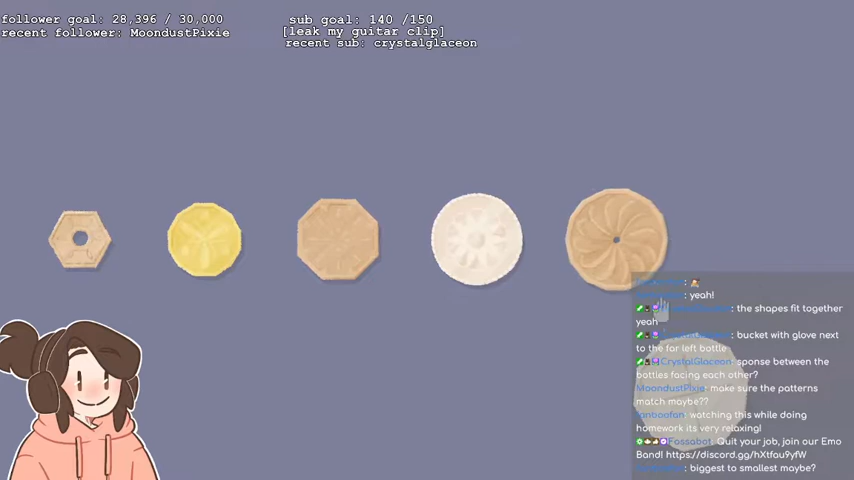 follower goal: 28,396 / 30,000
recent follower: MoondustPixie
sub goal: 140 /150
[leak my guitar clip]
recent sub: crystalglaceon
: yeah!
: the shapes fit together
yeah
: bucket with glove next
to the far left bottle
CrystalGlaceon: sponse between the
bottles facing each other?
MoondustPixie: make sure the patterns
match maybe??
: watching this while doing
homework its very relaxing!
Fossabot: Quit your job, join our Emo
Band! https://discord.gg/hXtfau9yfW
: biggest to smallest maybe?